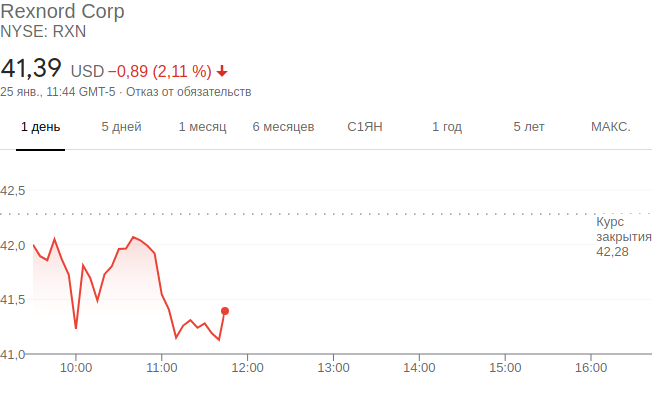 Rexnord Corp
NYSE: RXN
41,39 USD −0,89 (2,11 %)
25 янв., 11:44 GMT-5 · Отказ от обязательств
1 день 5 дней 1 месяц 6 месяцев С1ЯН 1 год 5 лет МАКС.
42,5
Курс
закрытия
42,28
42,0
41,5
41,0
10:00 11:00 12:00 13:00 14:00 15:00 16:00